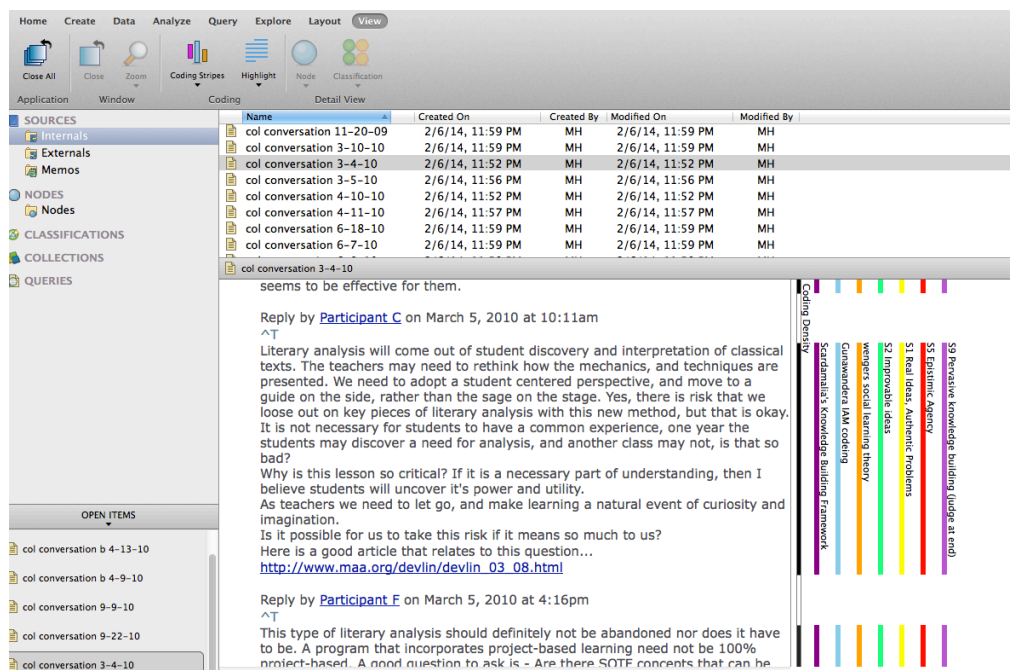 Home Create Data Analyze Query Explore Layout View
Close All Close Zoom Coding Stripes Highlight Node Classification
Application Window Coding Detail View
SOURCES
Internals
Externals
Memos
NODES
Nodes
CLASSIFICATIONS
COLLECTIONS
QUERIES
Name Created On Created By Modified On Modified By
col conversation 11-20-09 2/6/14, 11:59 PM MH 2/6/14, 11:59 PM MH
col conversation 3-10-10 2/6/14, 11:59 PM MH 2/6/14, 11:59 PM MH
col conversation 3-4-10 2/6/14, 11:52 PM MH 2/6/14, 11:52 PM MH
col conversation 3-5-10 2/6/14, 11:56 PM MH 2/6/14, 11:56 PM MH
col conversation 4-10-10 2/6/14, 11:52 PM MH 2/6/14, 11:52 PM MH
col conversation 4-11-10 2/6/14, 11:57 PM MH 2/6/14, 11:57 PM MH
col conversation 6-18-10 2/6/14, 11:59 PM MH 2/6/14, 11:59 PM MH
col conversation 6-7-10 2/6/14, 11:59 PM MH 2/6/14, 11:59 PM MH
col conversation 3-4-10
seems to be effective for them.
Reply by Participant C on March 5, 2010 at 10:11am
^T
Literary analysis will come out of student discovery and interpretation of classical
texts. The teachers may need to rethink how the mechanics, and techniques are
presented. We need to adopt a student centered perspective, and move to a
guide on the side, rather than the sage on the stage. Yes, there is risk that we
loose out on key pieces of literary analysis with this new method, but that is okay.
It is not necessary for students to have a common experience, one year the
students may discover a need for analysis, and another class may not, is that so
bad?
Why is this lesson so critical? If it is a necessary part of understanding, then I
believe students will uncover it's power and utility.
As teachers we need to let go, and make learning a natural event of curiosity and
imagination.
Is it possible for us to take this risk if it means so much to us?
Here is a good article that relates to this question...
http://www.maa.org/devlin/devlin_03_08.html
Reply by Participant F on March 5, 2010 at 4:16pm
^T
This type of literary analysis should definitely not be abandoned nor does it have
to be. A program that incorporates project-based learning need not be 100%
project-based. A good question to ask is - Are there SOTE concepts that can be
Coding Density
Scardamalia's Knowledge Building Framework
Gunawandera IAM codeing
wengers social learning theory
S2 Improvable ideas
S1 Real Ideas, Authentic Problems
S5 Epistimic Agency
S9 Pervasive knowledge building (judge at end)
OPEN ITEMS
col conversation b 4-13-10
col conversation b 4-9-10
col conversation 9-9-10
col conversation 9-22-10
col conversation 3-4-10